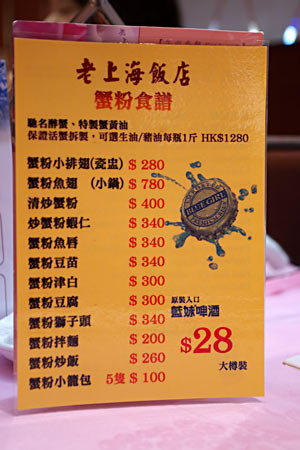 老上海飯店
蟹粉食譜
馳名醉蟹、特製蟹黃油
保證活蟹拆製，可選生油/豬油每瓶1斤 HK$1280
蟹粉小排翅(瓷盅) $ 280
蟹粉魚翅 (小鍋) $ 780
清炒蟹粉 $ 400
炒蟹粉蝦仁 $ 340
蟹粉魚唇 $ 340
蟹粉豆苗 $ 340
蟹粉津白 $ 300
蟹粉豆腐 $ 300
蟹粉獅子頭 $ 340
蟹粉拌麵 $ 200
蟹粉炒飯 $ 260
蟹粉小籠包 5隻 $ 100
BLUE GIRL
原裝入口
藍妹啤酒
$28
大樽裝